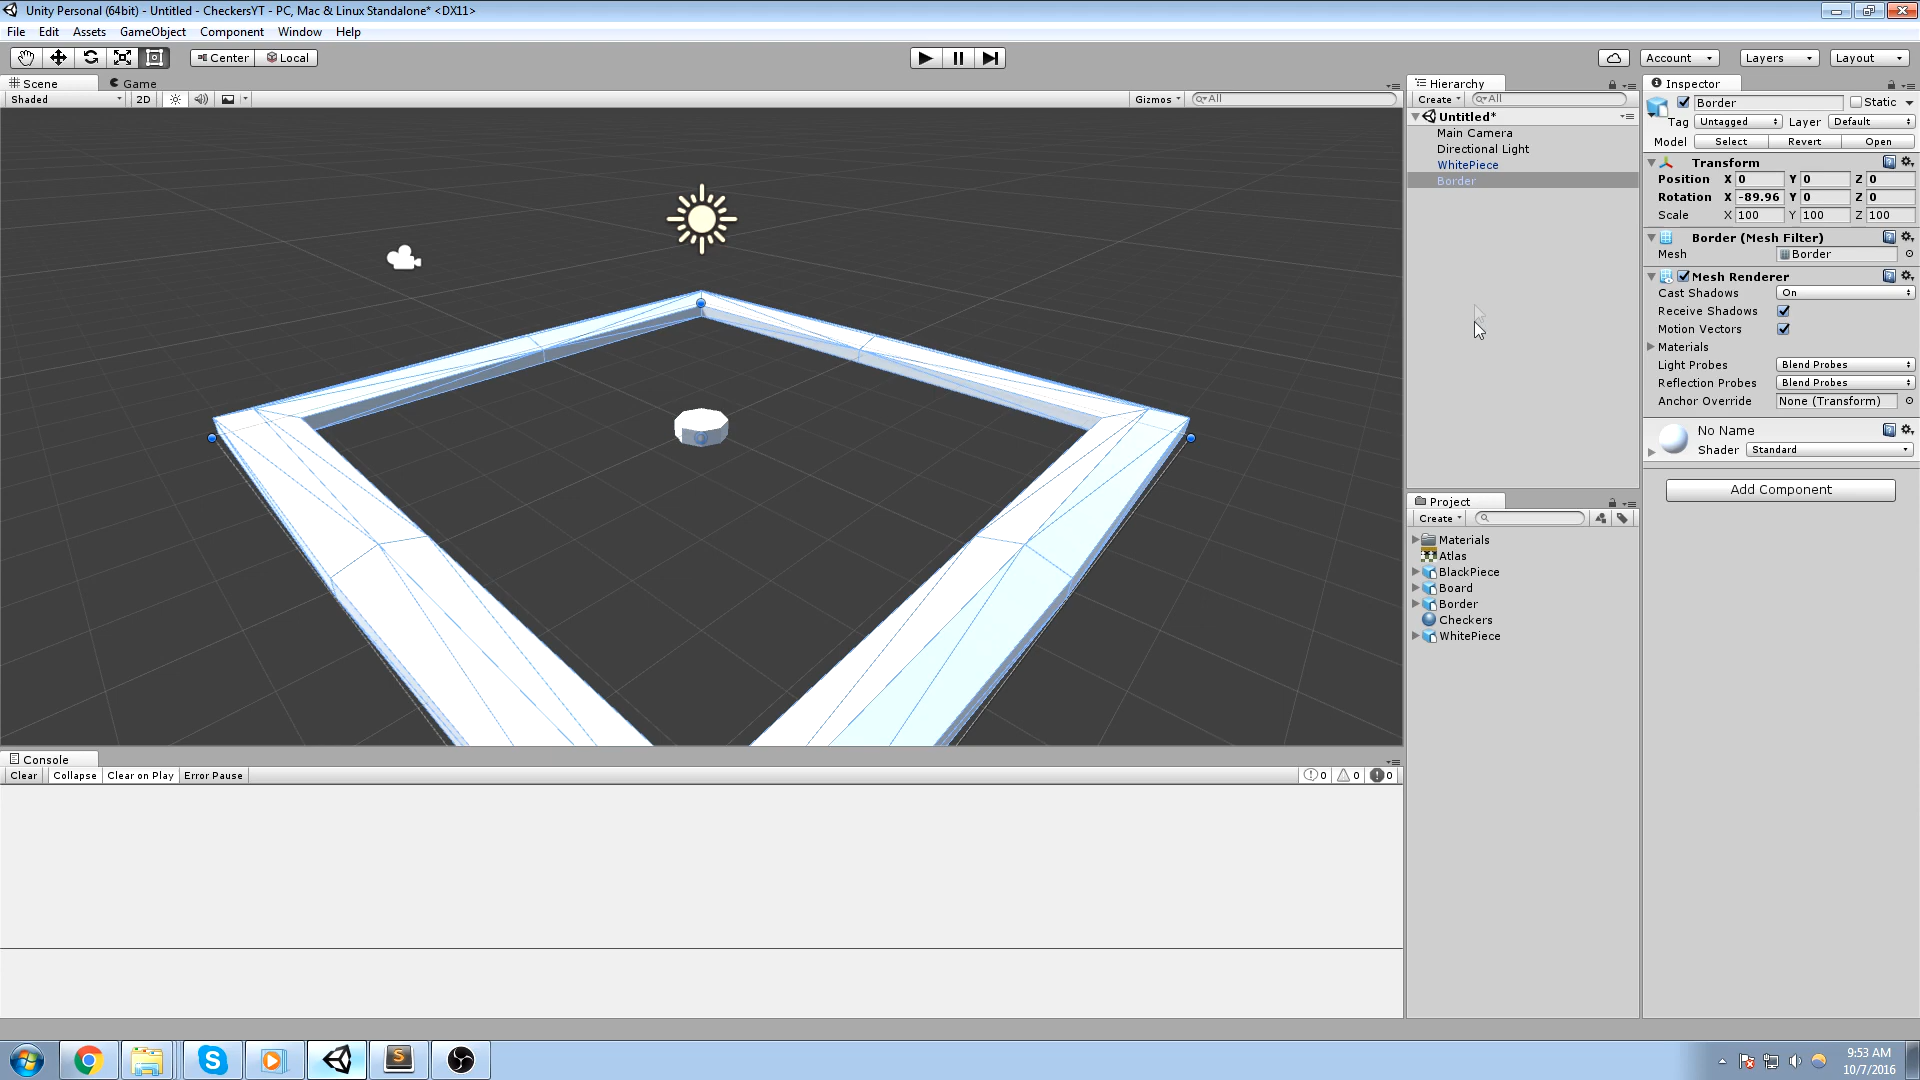 Unity Personal (64bit) - Untitled - CheckersYT - PC, Mac & Linux Standalone* <DX11>
File Edit Assets GameObject Component Window Help
Center Local Account Layers Layout
Scene Game
Shaded 2D Gizmos All
Hierarchy
Create All
Untitled*
Main Camera
Directional Light
WhitePiece
Border
Inspector
Border Static
Tag Untagged Layer Default
Model Select Revert Open
Transform
Position X 0 Y 0 Z 0
Rotation X -89.96 Y 0 Z 0
Scale X 100 Y 100 Z 100
Border (Mesh Filter)
Mesh Border
Mesh Renderer
Cast Shadows On
Receive Shadows
Motion Vectors
Materials
Light Probes Blend Probes
Reflection Probes Blend Probes
Anchor Override None (Transform)
No Name
Shader Standard
Add Component
Project
Create
Materials
Atlas
BlackPiece
Board
Border
Checkers
WhitePiece
Console
Clear Collapse Clear on Play Error Pause 0 0 0
9:53 AM
10/7/2016